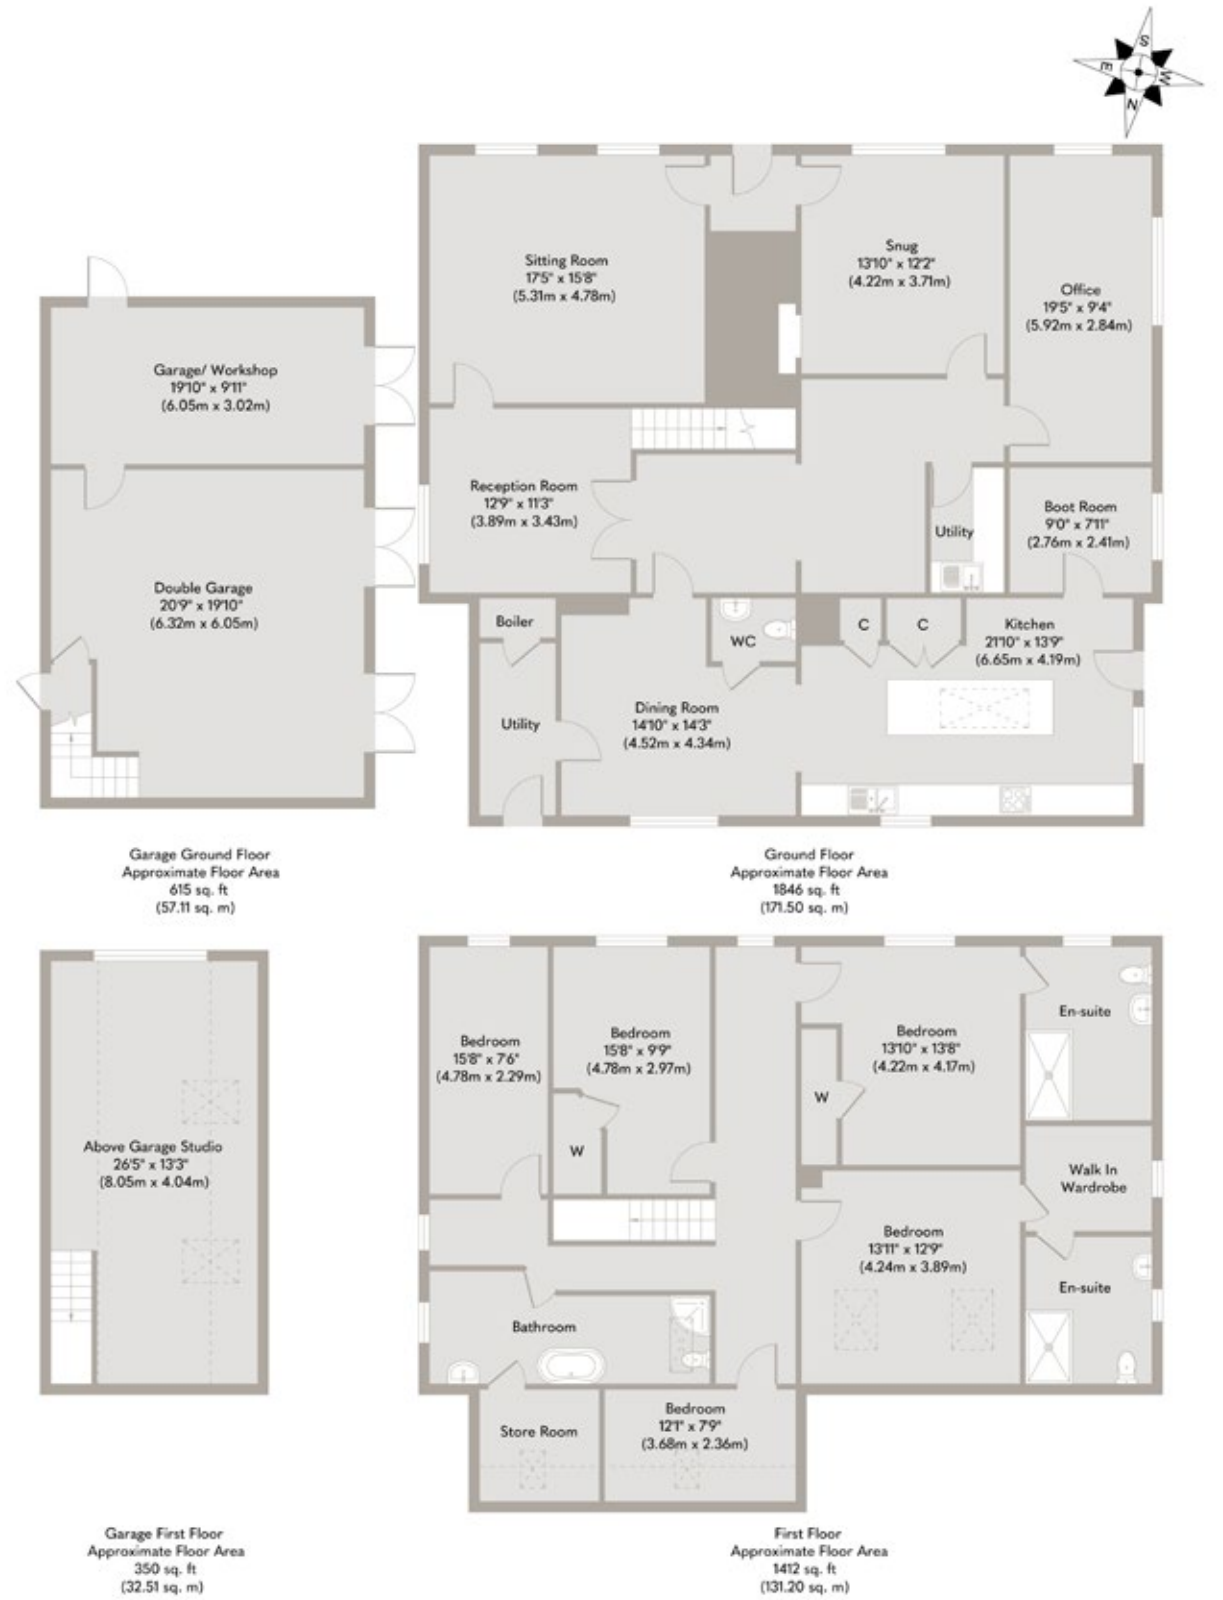 S
E
W
N
Sitting Room
17'5" x 15'8"
(5.31m x 4.78m)
Snug
13'10" x 12'2"
(4.22m x 3.71m)
Office
19'5" x 9'4"
(5.92m x 2.84m)
Garage/ Workshop
19'10" x 9'11"
(6.05m x 3.02m)
Reception Room
12'9" x 11'3"
(3.89m x 3.43m)
Utility
Boot Room
9'0" x 7'11"
(2.76m x 2.41m)
Double Garage
20'9" x 19'10"
(6.32m x 6.05m)
Boiler
WC
C
C
Kitchen
21'10" x 13'9"
(6.65m x 4.19m)
Utility
Dining Room
14'10" x 14'3"
(4.52m x 4.34m)
Garage Ground Floor
Approximate Floor Area
615 sq. ft
(57.11 sq. m)
Ground Floor
Approximate Floor Area
1846 sq. ft
(171.50 sq. m)
Bedroom
15'8" x 7'6"
(4.78m x 2.29m)
Bedroom
15'8" x 9'9"
(4.78m x 2.97m)
W
Bedroom
13'10" x 13'8"
(4.22m x 4.17m)
W
En-suite
Above Garage Studio
26'5" x 13'3"
(8.05m x 4.04m)
Walk In
Wardrobe
Bedroom
13'11" x 12'9"
(4.24m x 3.89m)
En-suite
Bathroom
Store Room
Bedroom
12'1" x 7'9"
(3.68m x 2.36m)
Garage First Floor
Approximate Floor Area
350 sq. ft
(32.51 sq. m)
First Floor
Approximate Floor Area
1412 sq. ft
(131.20 sq. m)